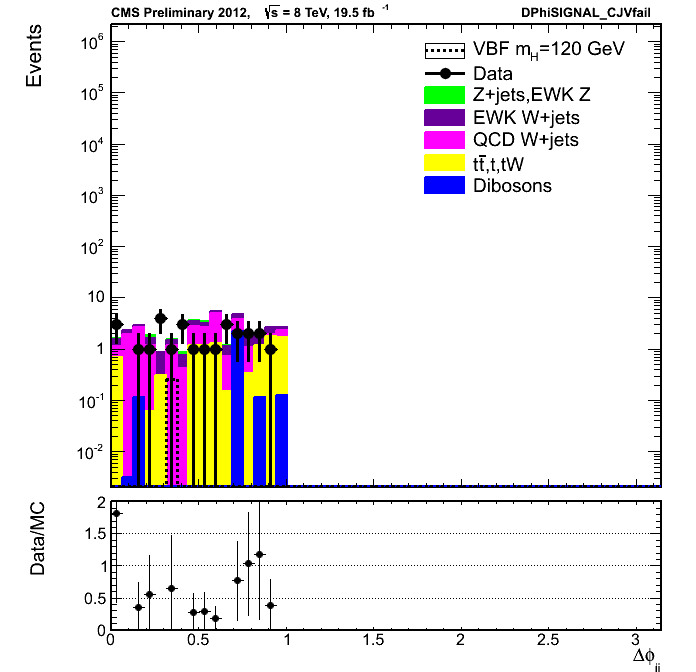 CMS Preliminary 2012, √s = 8 TeV, 19.5 fb⁻¹ DPhiSIGNAL_CJVfail
Events
10⁶
10⁵
10⁴
10³
10²
10
1
10⁻¹
10⁻²
VBF m_H=120 GeV
Data
Z+jets,EWK Z
EWK W+jets
QCD W+jets
tt̄,t,tW
Dibosons
Data/MC
2
1.5
1
0.5
0
0 0.5 1 1.5 2 2.5 3
Δϕ_jj